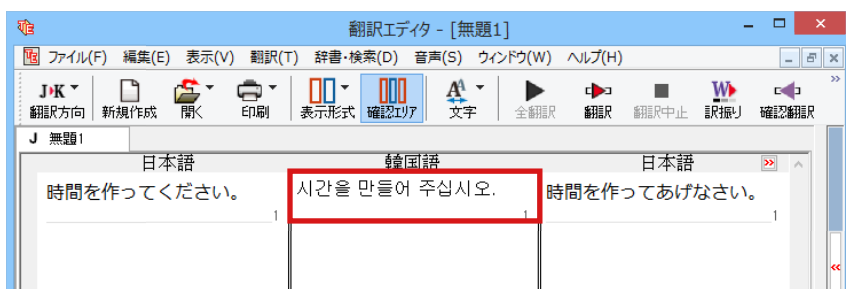 翻訳エディタ - [無題1]
ファイル(F) 編集(E) 表示(V) 翻訳(T) 辞書・検索(D) 音声(S) ウィンドウ(W) ヘルプ(H)
J▸K
翻訳方向 新規作成 開く 印刷 表示形式 確認エリア 文字 全翻訳 翻訳 翻訳中止 訳振り 確認翻訳
J 無題1
日本語 韓国語 日本語
時間を作ってください。 시간을 만들어 주십시오. 時間を作ってあげなさい。
1 1 1